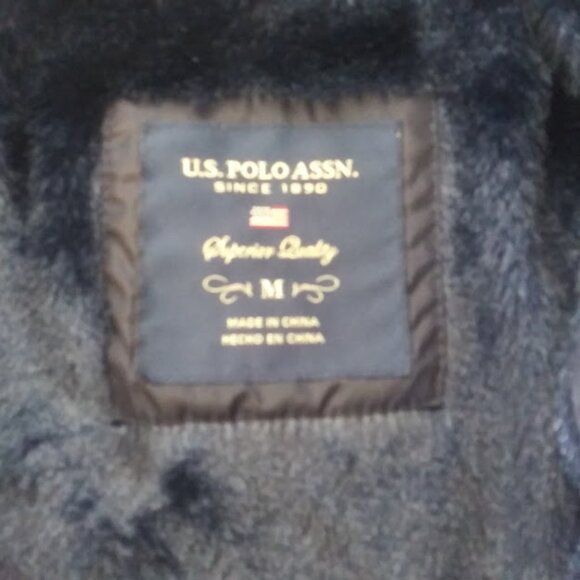 U.S. POLO ASSN.
SINCE 1890
Superior Quality
M
MADE IN CHINA
HECHO EN CHINA